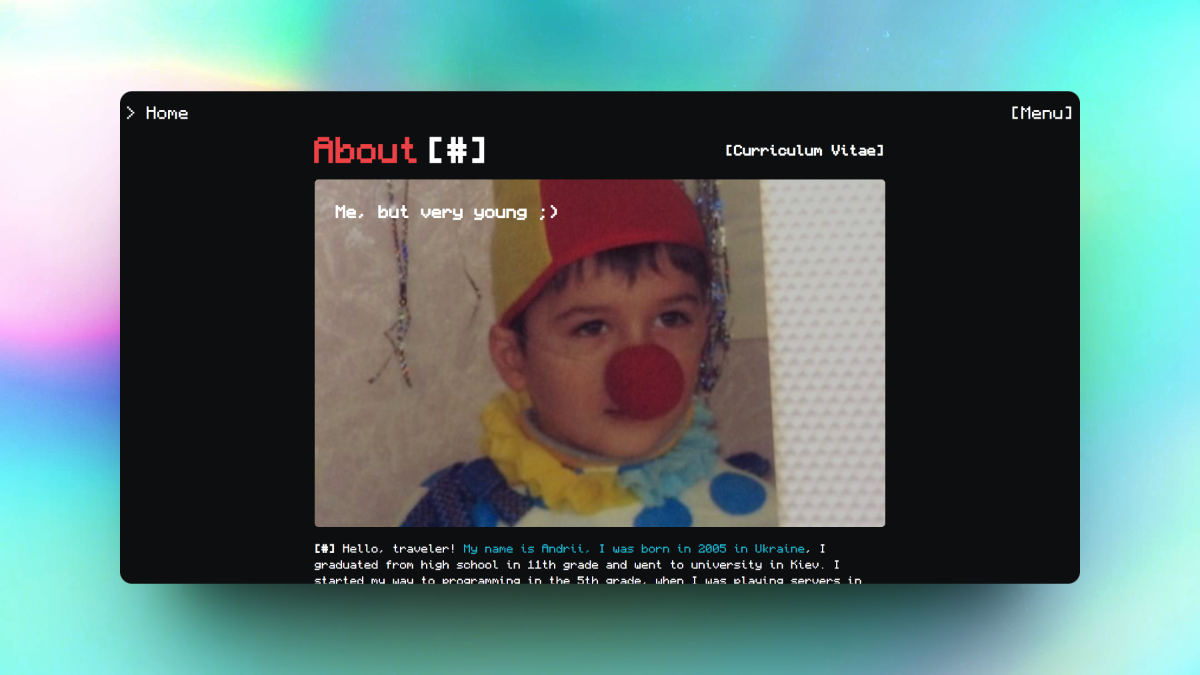 > Home
[Menu]
About [#]
[Curriculum Vitae]
Me, but very young ;)
[#] Hello, traveler! My name is Andrii, I was born in 2005 in Ukraine, I
graduated from high school in 11th grade and went to university in Kiev. I
started my way to programming in the 5th grade, when I was playing servers in